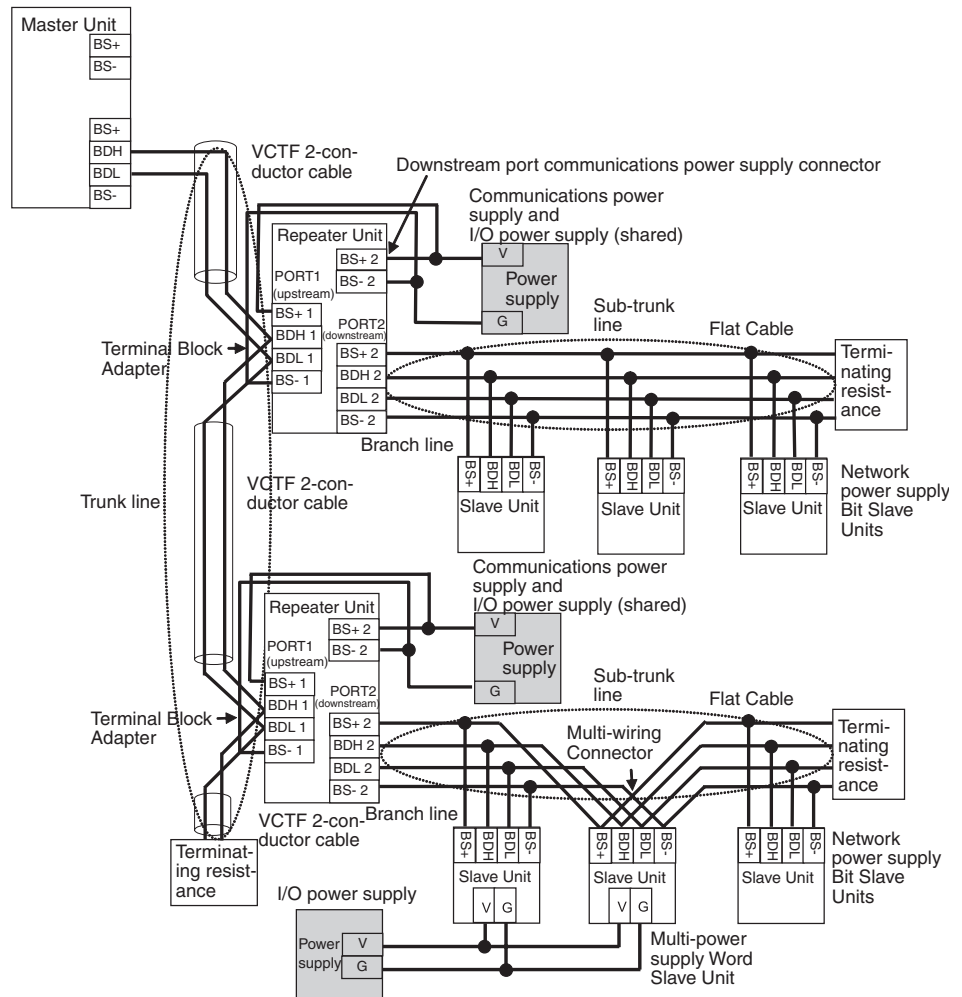 Master Unit
BS+
BS-
BS+
BDH
BDL
BS-
VCTF 2-con-
ductor cable
Downstream port communications power supply connector
Communications power
supply and
I/O power supply (shared)
Repeater Unit
BS+ 2
BS- 2
PORT1
(upstream)
BS+ 1
BDH 1
BDL 1
BS- 1
PORT2
(downstream)
BS+ 2
BDH 2
BDL 2
BS- 2
V
Power
supply
G
Terminal Block
Adapter
Sub-trunk
line
Flat Cable
Termi-
nating
resist-
ance
Branch line
BS+
BDH
BDL
BS-
Slave Unit
BS+
BDH
BDL
BS-
Slave Unit
BS+
BDH
BDL
BS-
Slave Unit
Network
power supply
Bit Slave
Units
Trunk line
VCTF 2-con-
ductor cable
Communications power
supply and
I/O power supply (shared)
Repeater Unit
BS+ 2
BS- 2
PORT1
(upstream)
BS+ 1
BDH 1
BDL 1
BS- 1
PORT2
(downstream)
BS+ 2
BDH 2
BDL 2
BS- 2
V
Power
supply
G
Terminal Block
Adapter
Sub-trunk
line
Flat Cable
Multi-wiring
Connector
Termi-
nating
resist-
ance
Branch line
VCTF 2-con-
ductor cable
Terminat-
ing resist-
ance
BS+
BDH
BDL
BS-
Slave Unit
V
G
BS+
BDH
BDL
BS-
Slave Unit
V
G
BS+
BDH
BDL
BS-
Slave Unit
Network
power supply
Bit Slave
Units
I/O power supply
Power
supply
V
G
Multi-power
supply Word
Slave Unit